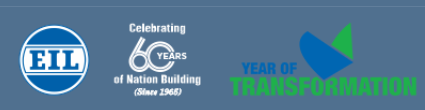 EIL
Celebrating
60 YEARS
of Nation Building
(Since 1965)
YEAR OF
TRANSFORMATION